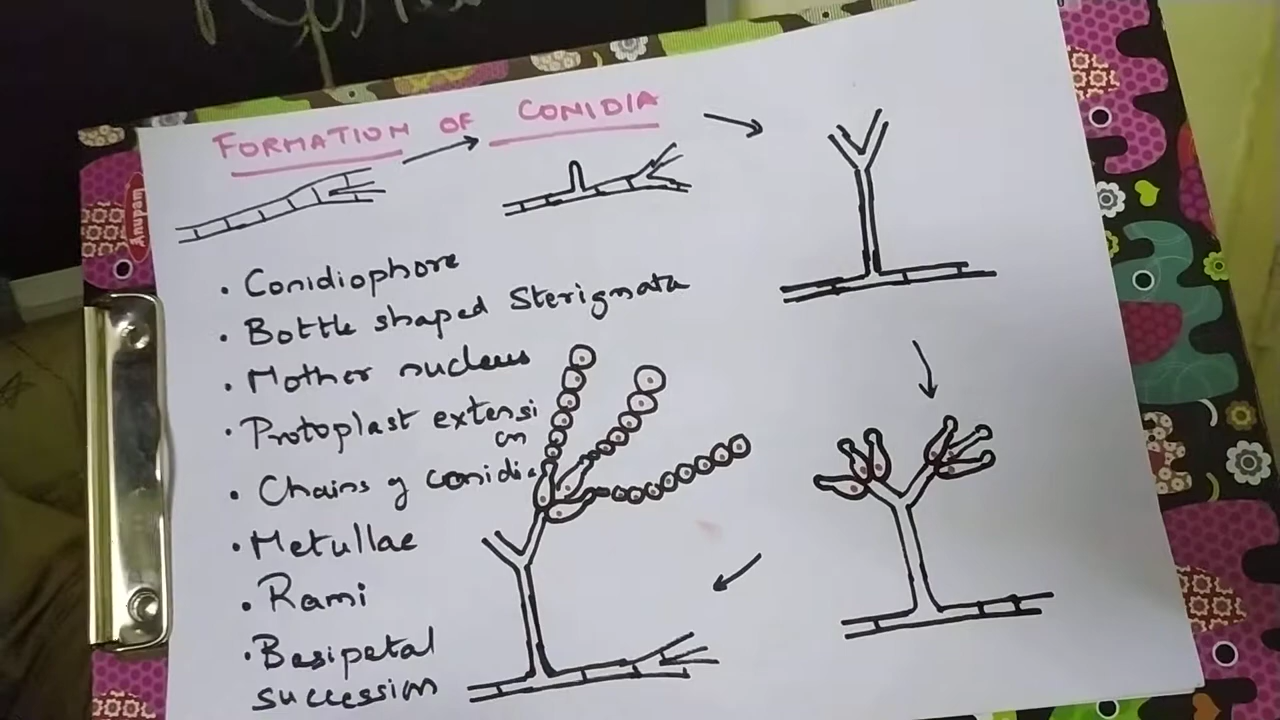 FORMATION OF CONIDIA
• Conidiophore
• Bottle shaped Sterigmata
• Mother nucleus
• Protoplast extensi
on
• Chains of conidia
• Metullae
• Rami
• Basipetal
succession
Anupam